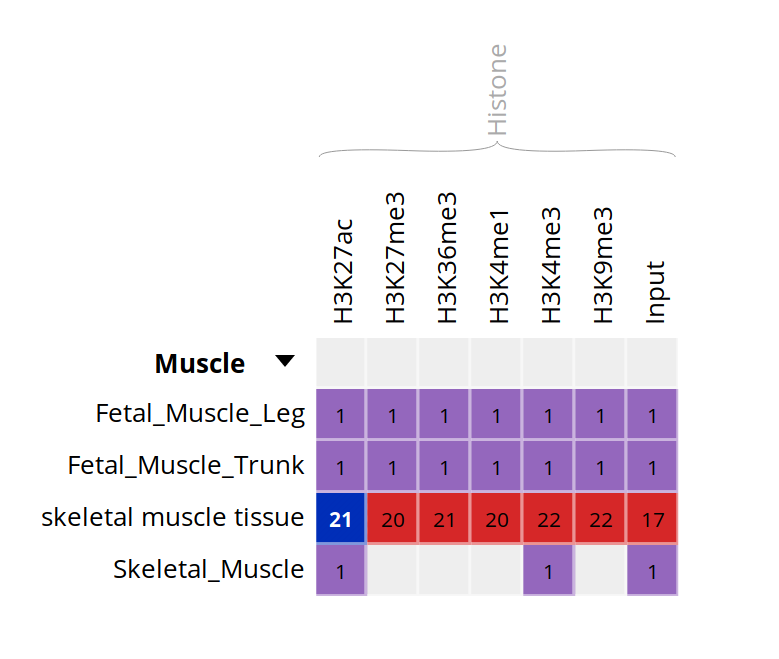 Histone
H3K27ac H3K27me3 H3K36me3 H3K4me1 H3K4me3 H3K9me3 Input
Muscle
Fetal_Muscle_Leg 1 1 1 1 1 1 1
Fetal_Muscle_Trunk 1 1 1 1 1 1 1
skeletal muscle tissue 21 20 21 20 22 22 17
Skeletal_Muscle 1 1 1